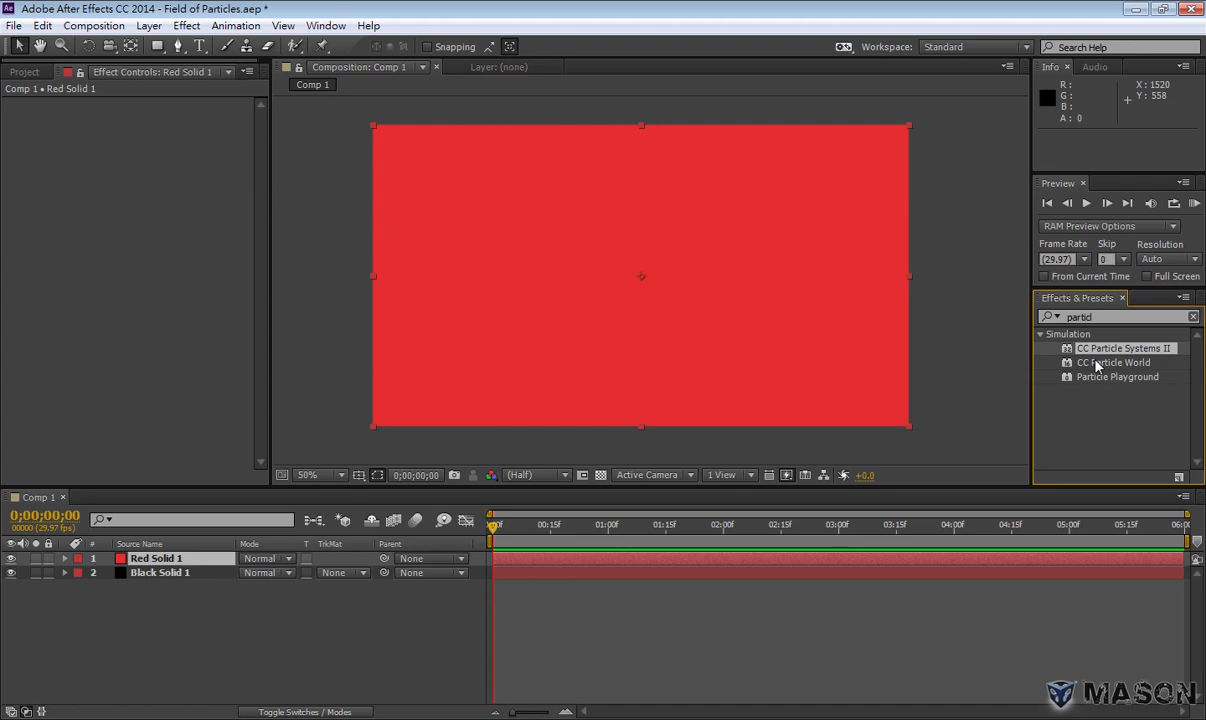 Adobe After Effects CC 2014 - Field of Particles.aep *
File Edit Composition Layer Effect Animation View Window Help
Snapping
Workspace: Standard
Search Help
Project
Effect Controls: Red Solid 1
Composition: Comp 1
Layer: (none)
Info Audio
Comp 1 • Red Solid 1
Comp 1
R :
G :
B :
A : 0
X : 1520
Y : 558
Preview
RAM Preview Options
Frame Rate Skip Resolution
(29.97) 0 Auto
From Current Time Full Screen
Effects & Presets
particl
Simulation
CC Particle Systems II
CC Particle World
Particle Playground
50% 0;00;00;00 (Half) Active Camera 1 View +0.0
Comp 1
0;00;00;00
00000 (29.97 fps)
:00f 00:15f 01:00f 01:15f 02:00f 02:15f 03:00f 03:15f 04:00f 04:15f 05:00f 05:15f 06:00
# Source Name Mode T TrkMat Parent
1 Red Solid 1 Normal None
2 Black Solid 1 Normal None None
Toggle Switches / Modes
MASON